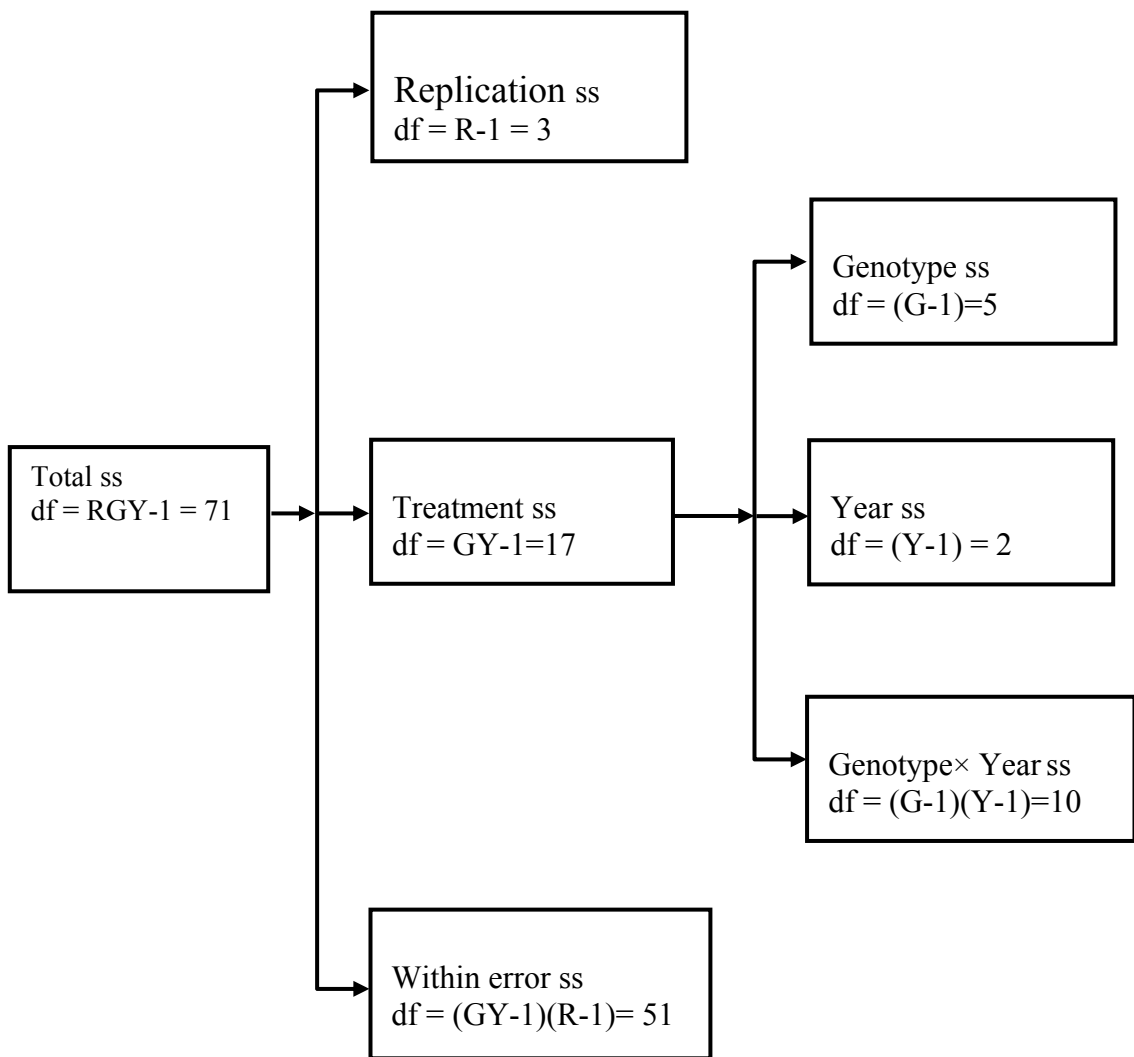 Replication ss
df = R-1 = 3
Genotype ss
df = (G-1)=5
Total ss
df = RGY-1 = 71
Treatment ss
df = GY-1=17
Year ss
df = (Y-1) = 2
Genotype× Year ss
df = (G-1)(Y-1)=10
Within error ss
df = (GY-1)(R-1)= 51